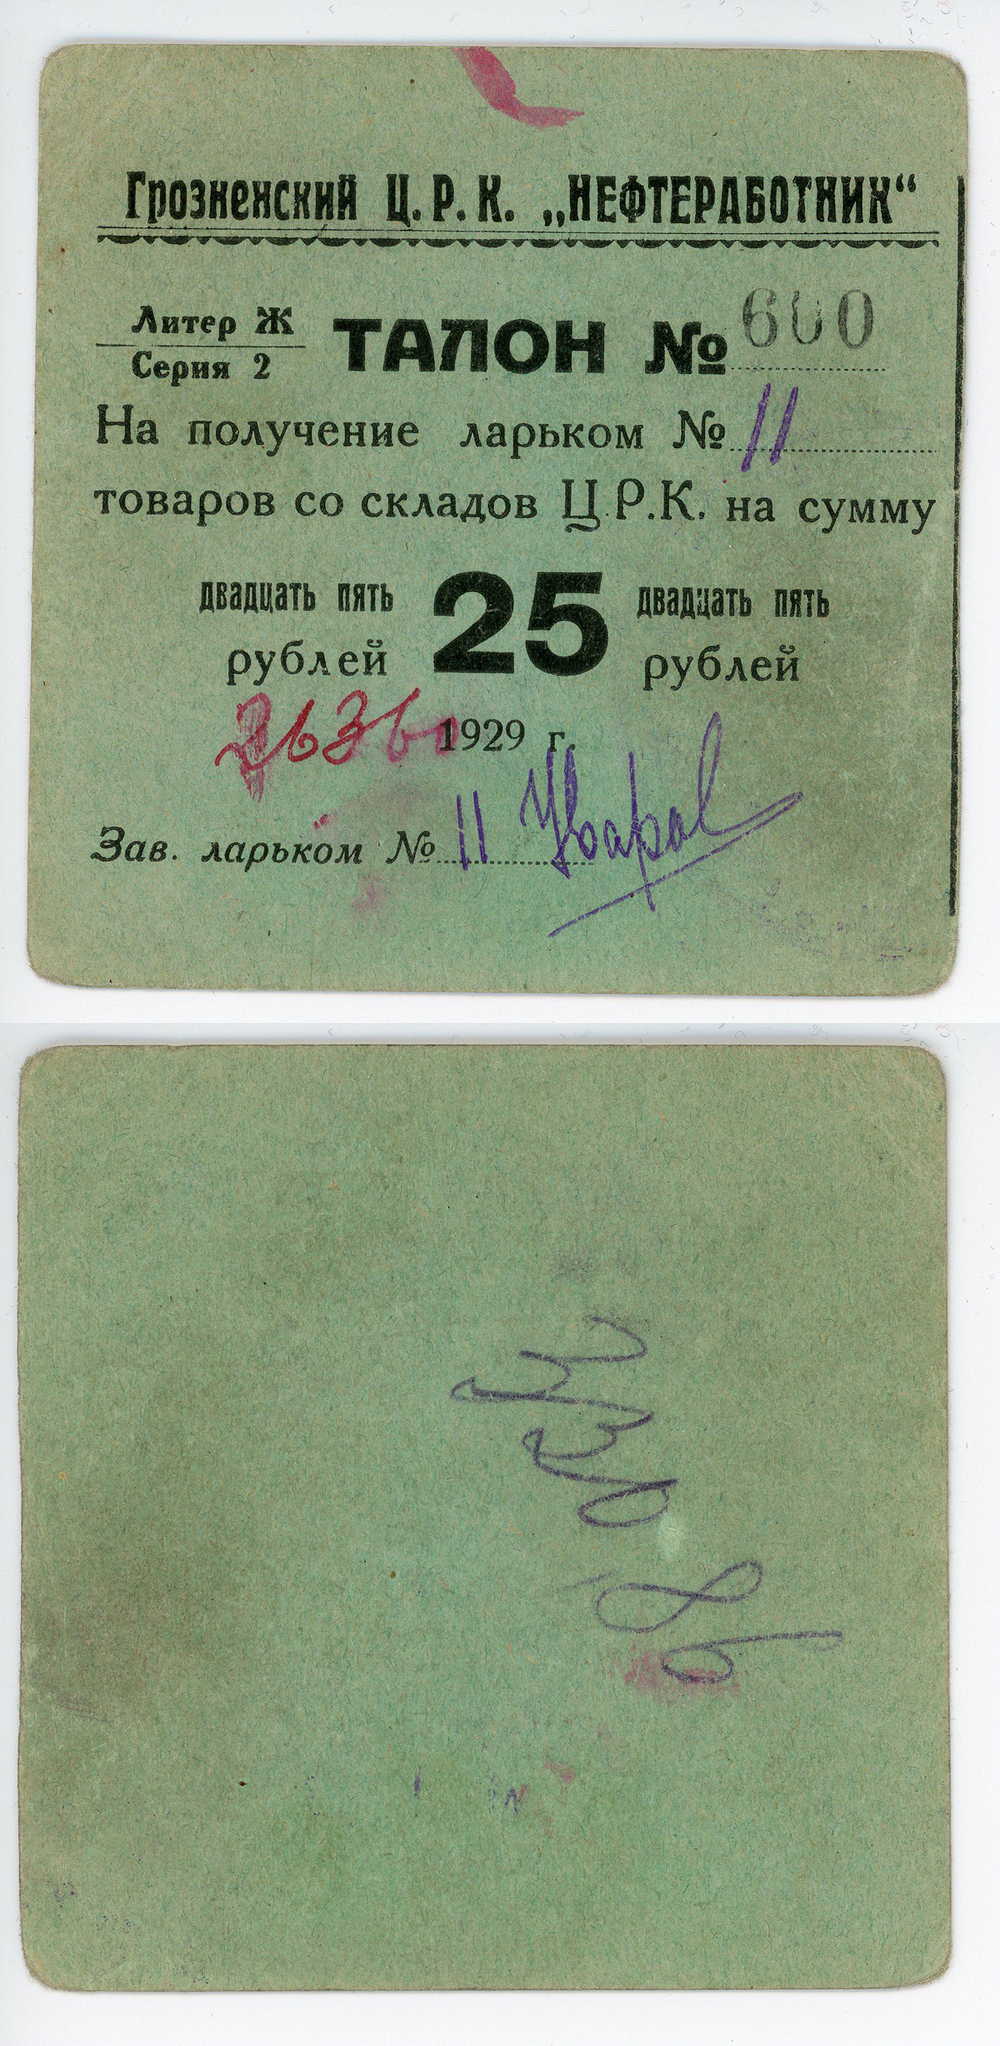 Грозненский Ц. Р. К. „НЕФТЕРАБОТНИК“
Литер Ж
Серия 2
ТАЛОН № 600
На получение ларьком № 11
товаров со складов Ц.Р.К. на сумму
двадцать пять 25 двадцать пять
рублей рублей
1929 г.
Зав. ларьком № 11 Уваров